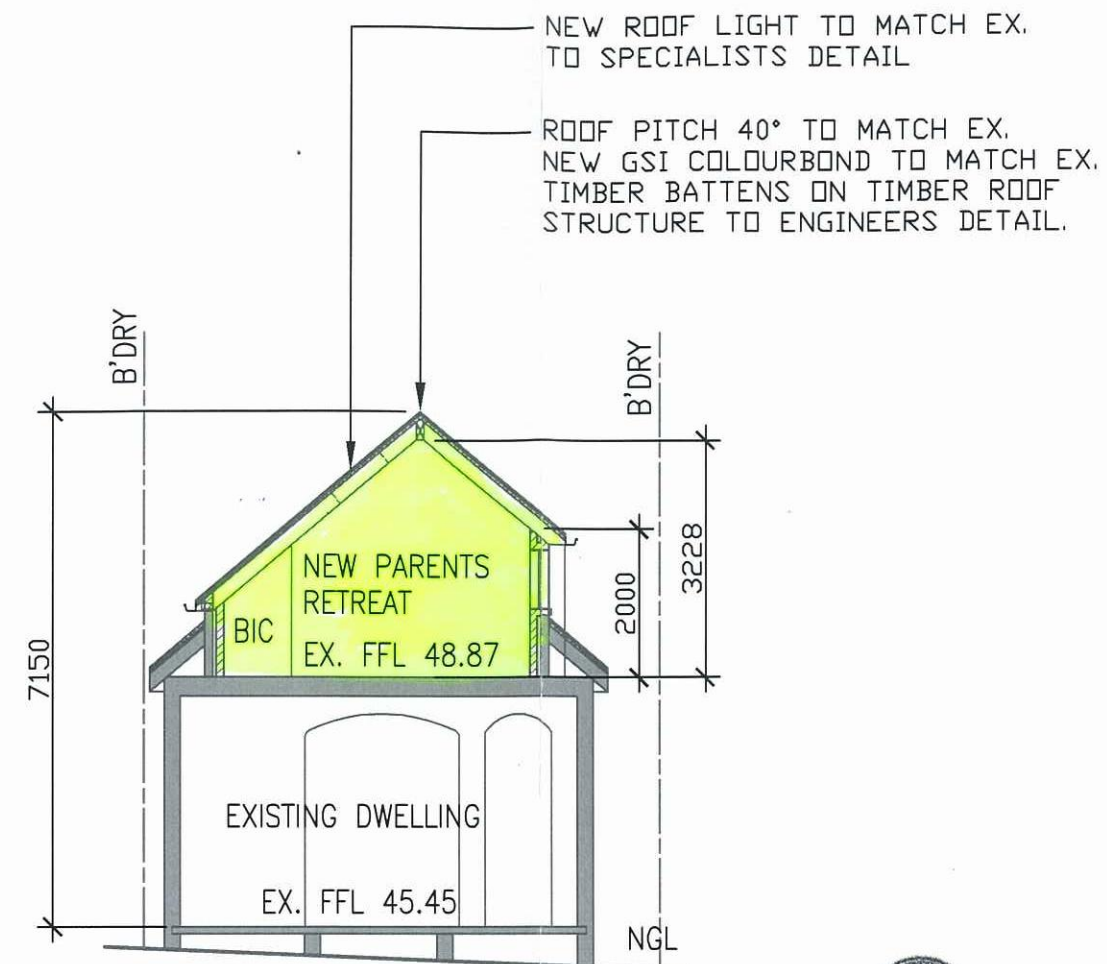 NEW ROOF LIGHT TO MATCH EX.
TO SPECIALISTS DETAIL
ROOF PITCH 40° TO MATCH EX.
NEW GSI COLOURBOND TO MATCH EX.
TIMBER BATTENS ON TIMBER ROOF
STRUCTURE TO ENGINEERS DETAIL.
B'DRY
B'DRY
7150
NEW PARENTS
RETREAT
BIC
EX. FFL 48.87
2000
3228
EXISTING DWELLING
EX. FFL 45.45
NGL